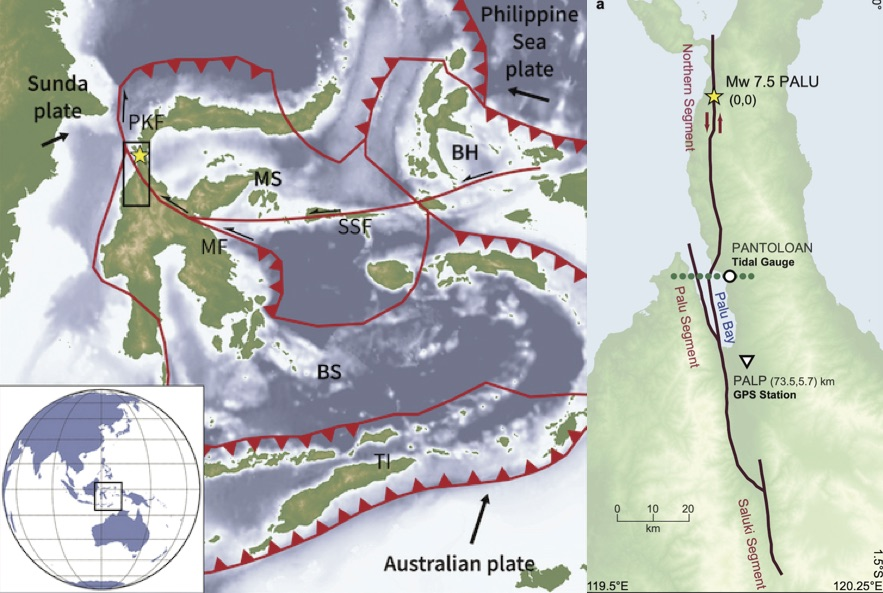 Philippine
Sea
plate
Sunda
plate
PKF
BH
MS
SSF
MF
BS
TI
Australian plate
a
0°
Northern Segment
Mw 7.5 PALU
(0,0)
PANTOLOAN
Tidal Gauge
Palu Segment
Palu Bay
PALP (73.5,5.7) km
GPS Station
0 10 20
km
Saluki Segment
1.5°S
119.5°E
120.25°E